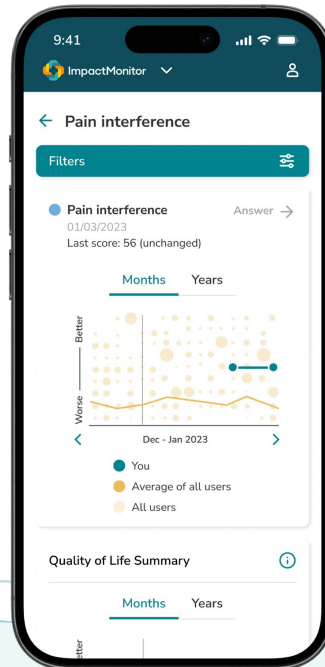 9:41
ImpactMonitor
Pain interference
Filters
Pain interference
Answer
01/03/2023
Last score: 56 (unchanged)
Months Years
Worse — Better
Dec - Jan 2023
You
Average of all users
All users
Quality of Life Summary
Months Years
etter